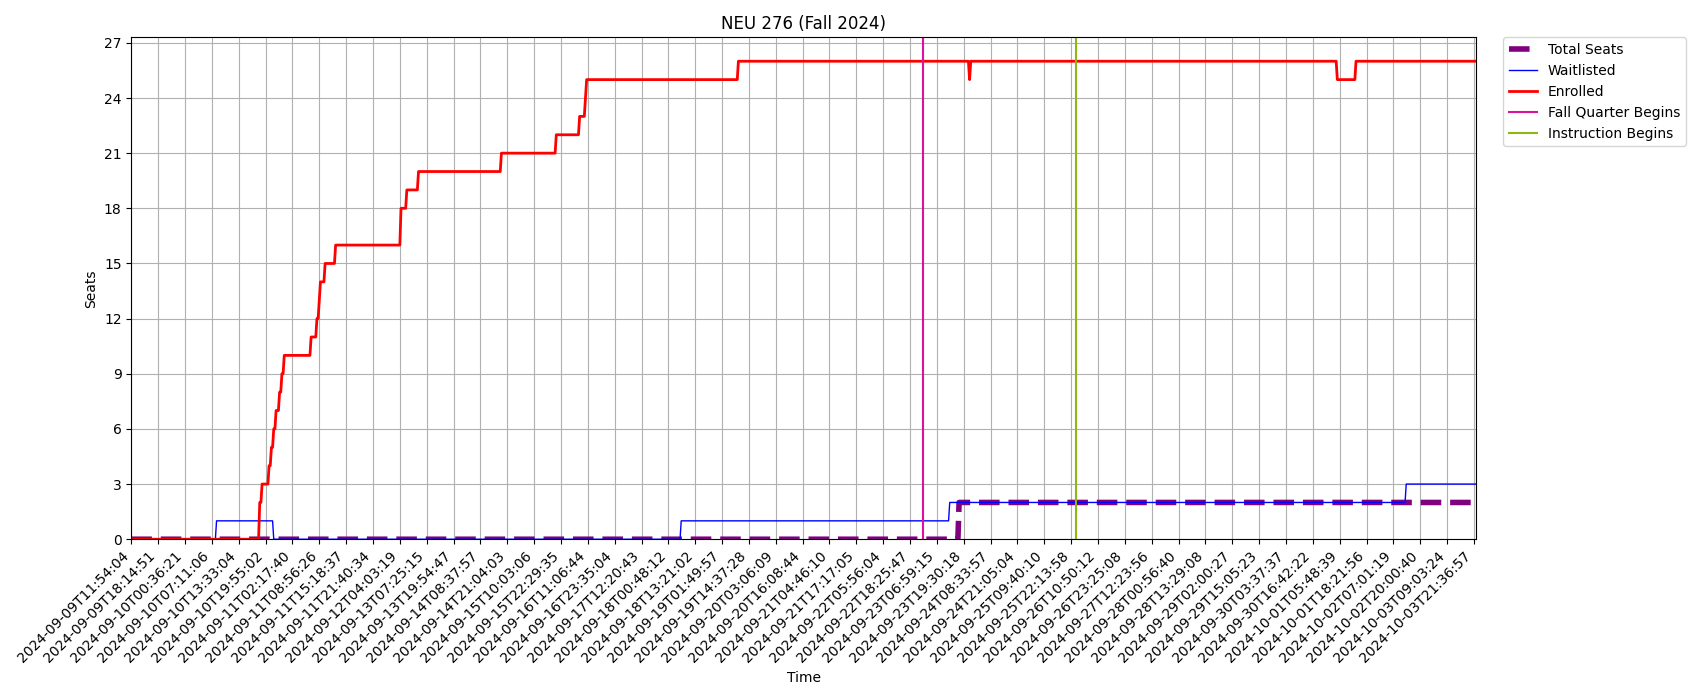 NEU 276 (Fall 2024)
Total Seats
Waitlisted
Enrolled
Fall Quarter Begins
Instruction Begins
Seats
27
24
21
18
15
12
9
6
3
0
2024-09-09T11:54:04
2024-09-09T18:14:51
2024-09-10T00:36:21
2024-09-10T07:11:06
2024-09-10T13:33:04
2024-09-10T19:55:02
2024-09-11T02:17:40
2024-09-11T08:56:26
2024-09-11T15:18:37
2024-09-11T21:40:34
2024-09-12T04:03:19
2024-09-13T07:25:15
2024-09-13T19:54:47
2024-09-14T08:37:57
2024-09-14T21:04:03
2024-09-15T10:03:06
2024-09-15T22:29:35
2024-09-16T11:06:44
2024-09-16T23:35:04
2024-09-17T12:20:43
2024-09-18T00:48:12
2024-09-18T13:21:02
2024-09-19T01:49:57
2024-09-19T14:37:28
2024-09-20T03:06:09
2024-09-20T16:08:44
2024-09-21T04:46:10
2024-09-21T17:17:05
2024-09-22T05:56:04
2024-09-22T18:25:47
2024-09-23T06:59:15
2024-09-23T19:30:18
2024-09-24T08:33:57
2024-09-24T21:05:04
2024-09-25T09:40:10
2024-09-25T22:13:58
2024-09-26T10:50:12
2024-09-26T23:25:08
2024-09-27T12:23:56
2024-09-28T00:56:40
2024-09-28T13:29:08
2024-09-29T02:00:27
2024-09-29T15:05:23
2024-09-30T03:37:37
2024-09-30T16:42:22
2024-10-01T05:48:39
2024-10-01T18:21:56
2024-10-02T07:01:19
2024-10-02T20:00:40
2024-10-03T09:03:24
2024-10-03T21:36:57
Time